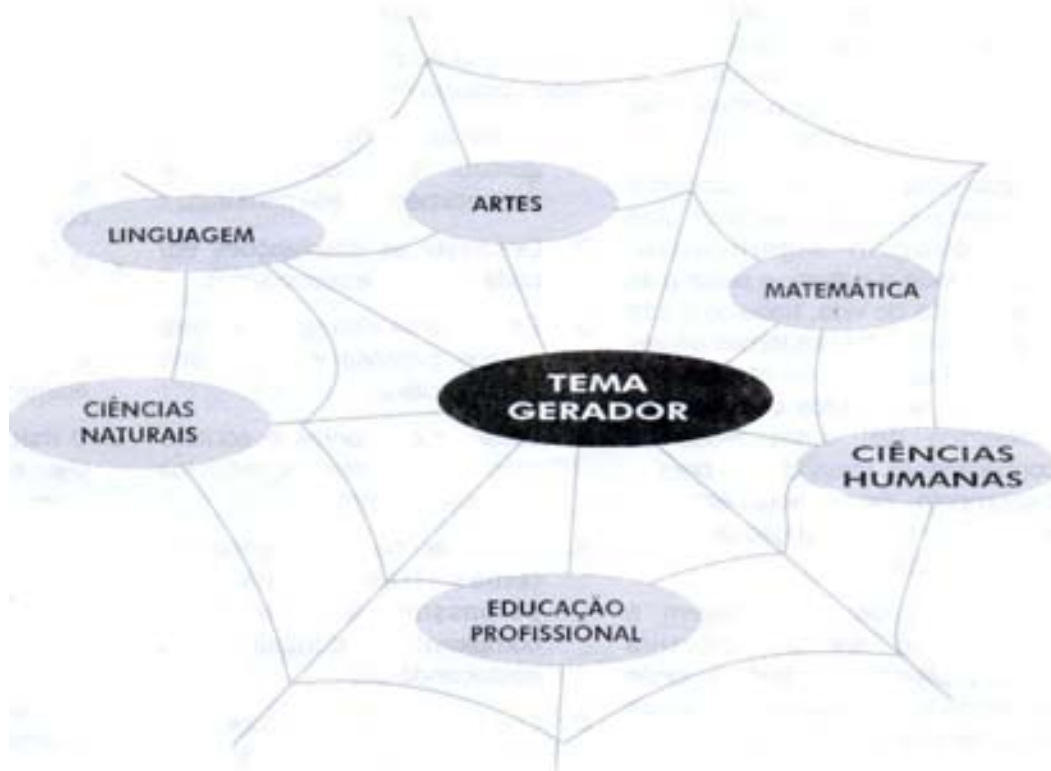 ARTES
LINGUAGEM
MATEMÁTICA
TEMA
GERADOR
CIÊNCIAS
NATURAIS
CIÊNCIAS
HUMANAS
EDUCAÇÃO
PROFISSIONAL